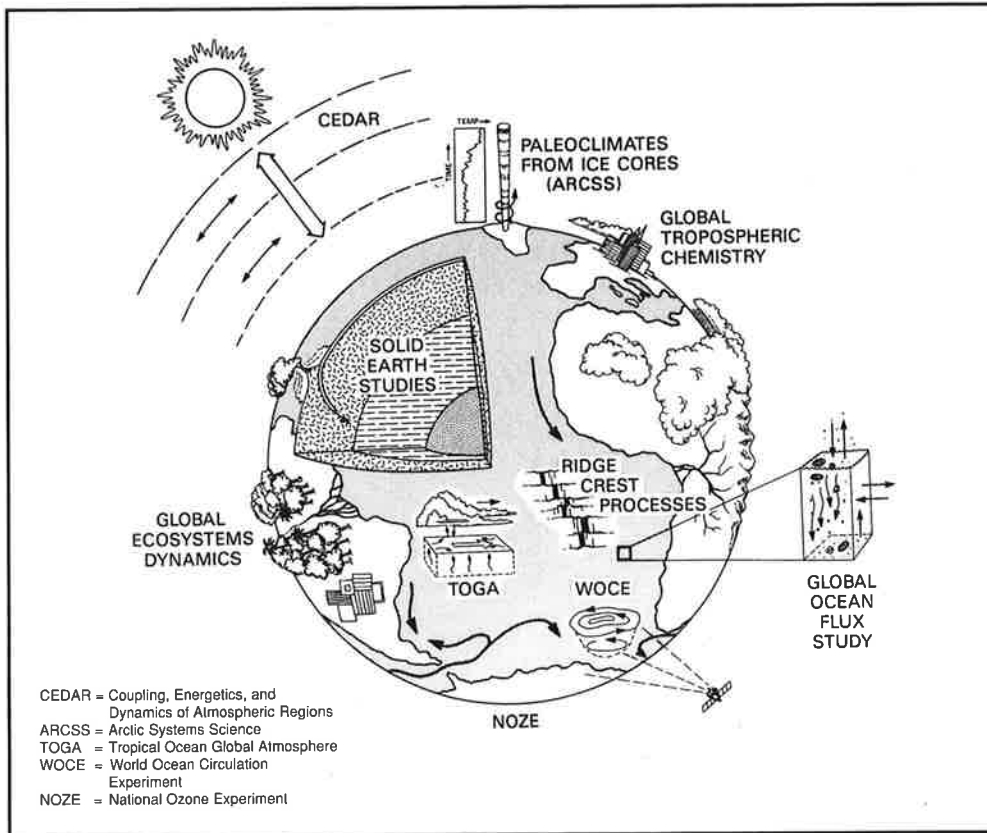 CEDAR
TEMP
TIME
PALEOCLIMATES
FROM ICE CORES
(ARCSS)
GLOBAL
TROPOSPHERIC
CHEMISTRY
SOLID
EARTH
STUDIES
RIDGE
CREST
PROCESSES
GLOBAL
ECOSYSTEMS
DYNAMICS
TOGA
WOCE
GLOBAL
OCEAN
FLUX
STUDY
NOZE
CEDAR = Coupling, Energetics, and
Dynamics of Atmospheric Regions
ARCSS = Arctic Systems Science
TOGA = Tropical Ocean Global Atmosphere
WOCE = World Ocean Circulation
Experiment
NOZE = National Ozone Experiment